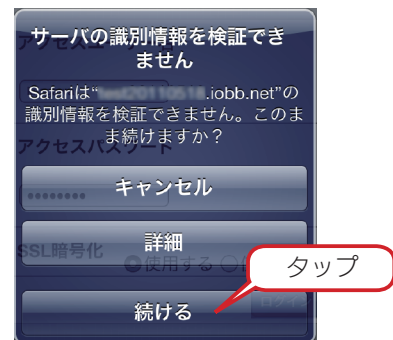 サーバの識別情報を検証でき
ません
Safariは“ .iobb.net”の
識別情報を検証できません。このま
ま続けますか？
アクセスパスワード
キャンセル
詳細
SSL暗号化
使用する
タップ
続ける
ログイン